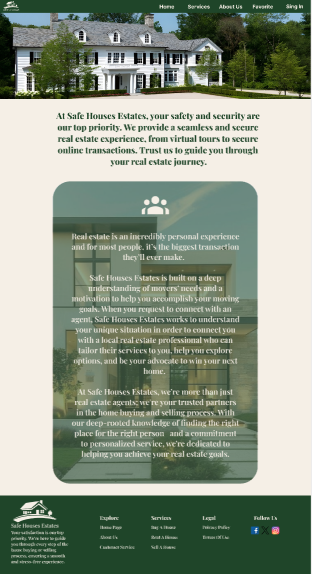 Home Services About Us Favorite Sing In
At Safe Houses Estates, your safety and security are
our top priority. We provide a seamless and secure
real estate experience, from virtual tours to secure
online transactions. Trust us to guide you through
your real estate journey.
Real estate is an incredibly personal experience
and for most people, it's the biggest transaction
they'll ever make.
Safe Houses Estates is built on a deep
understanding of movers' needs and a
motivation to help you accomplish your moving
goals. When you request to connect with an
agent, Safe Houses Estates works to understand
your unique situation in order to connect you
with a local real estate professional who can
tailor their services to you, help you explore
options, and be your advocate to win your next
home.
At Safe Houses Estates, we're more than just
real estate agents; we're your trusted partners
in the home buying and selling process. With
our deep-rooted knowledge of finding the right
place for the right person and a commitment
to personalized service, we're dedicated to
helping you achieve your real estate goals.
Safe Houses Estates
Your satisfaction is our top
priority. We're here to guide
you through every step of the
home buying or selling
process, ensuring a smooth
and stress-free experience.
Explore
Home Page
About Us
Customer Service
Services
Buy A House
Rent A House
Sell A House
Legal
Privacy Policy
Terms Of Use
Follow Us